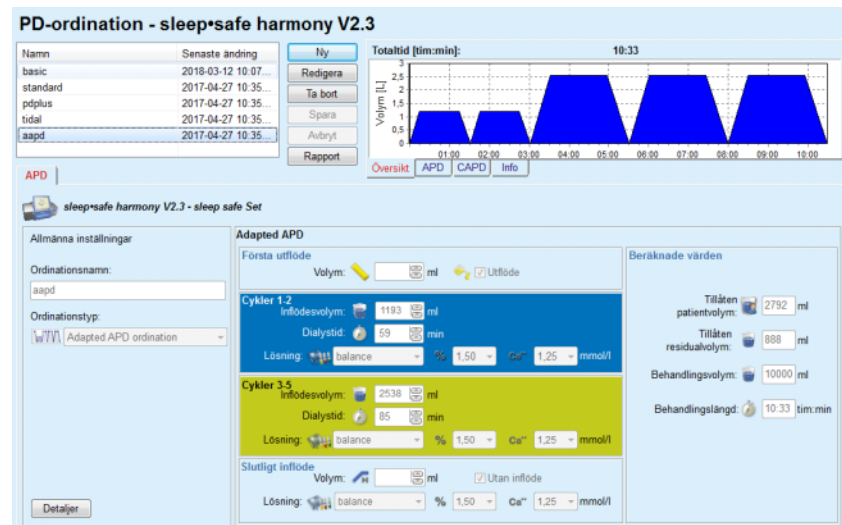 PD-ordination - sleep•safe harmony V2.3
Namn Senaste ändring
basic 2018-03-12 10:07...
standard 2017-04-27 10:35...
pdplus 2017-04-27 10:35...
tidal 2017-04-27 10:35...
aapd 2017-04-27 10:35...
Ny
Redigera
Ta bort
Spara
Avbryt
Rapport
Totaltid [tim:min]: 10:33
Volym [L]
3
2,5
2
1,5
1
0,5
0
01:00 02:00 03:00 04:00 05:00 06:00 07:00 08:00 09:00 10:00
Översikt APD CAPD Info
APD
sleep•safe harmony V2.3 - sleep safe Set
Allmänna inställningar
Ordinationsnamn:
aapd
Ordinationstyp:
Adapted APD ordination
Detaljer
Adapted APD
Första utflöde
Volym: ml Utflöde
Cykler 1-2
Inflödesvolym: 1193 ml
Dialystid: 59 min
Lösning: balance % 1,50 Ca⁺⁺ 1,25 mmol/l
Cykler 3-5
Inflödesvolym: 2538 ml
Dialystid: 85 min
Lösning: balance % 1,50 Ca⁺⁺ 1,25 mmol/l
Slutligt inflöde
Volym: ml Utan inflöde
Lösning: balance % 1,50 Ca⁺⁺ 1,25 mmol/l
Beräknade värden
Tillåten
patientvolym: 2792 ml
Tillåten
residualvolym: 888 ml
Behandlingsvolym: 10000 ml
Behandlingslängd: 10:33 tim:min